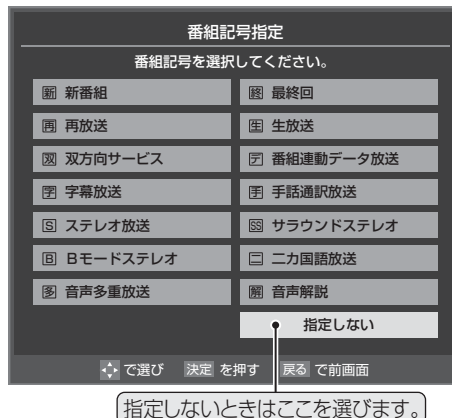 番組記号指定
番組記号を選択してください。
新 新番組
終 最終回
再 再放送
生 生放送
双 双方向サービス
デ 番組連動データ放送
字 字幕放送
手 手話通訳放送
S ステレオ放送
SS サラウンドステレオ
B Bモードステレオ
二 二カ国語放送
多 音声多重放送
解 音声解説
指定しない
で選び 決定 を押す 戻る で前画面
指定しないときはここを選びます。